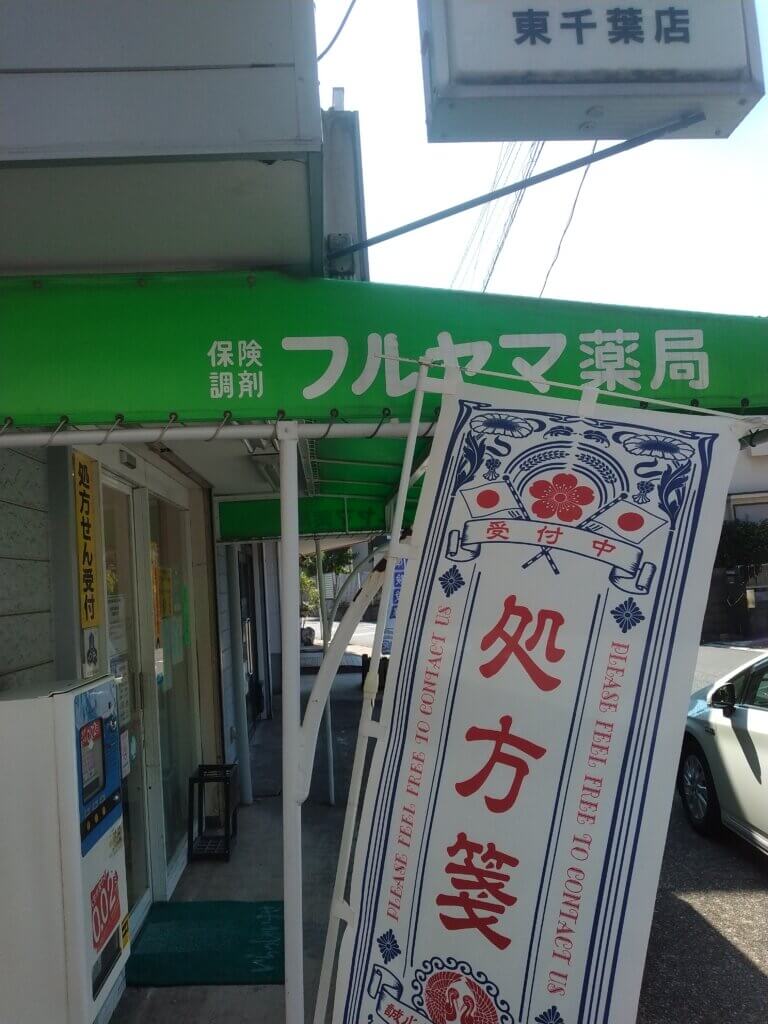 東千葉店
保険
調剤
フルヤマ薬局
処方せん受付
受付中
処方箋
PLEASE FEEL FREE TO CONTACT US
PLEASE FEEL FREE TO CONTACT US
0.02